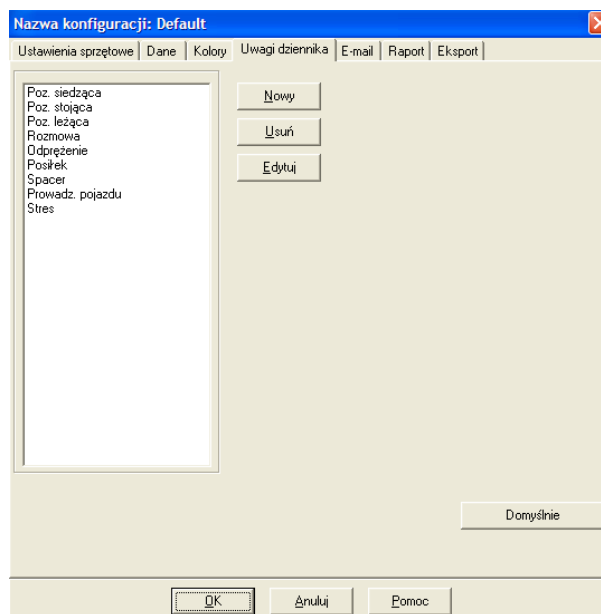 Nazwa konfiguracji: Default
Ustawienia sprzętowe Dane Kolory Uwagi dziennika E-mail Raport Eksport
Poz. siedząca
Poz. stojąca
Poz. leżąca
Rozmowa
Odprężenie
Posiłek
Spacer
Prowadz. pojazdu
Stres
Nowy
Usuń
Edytuj
Domyślnie
OK Anuluj Pomoc